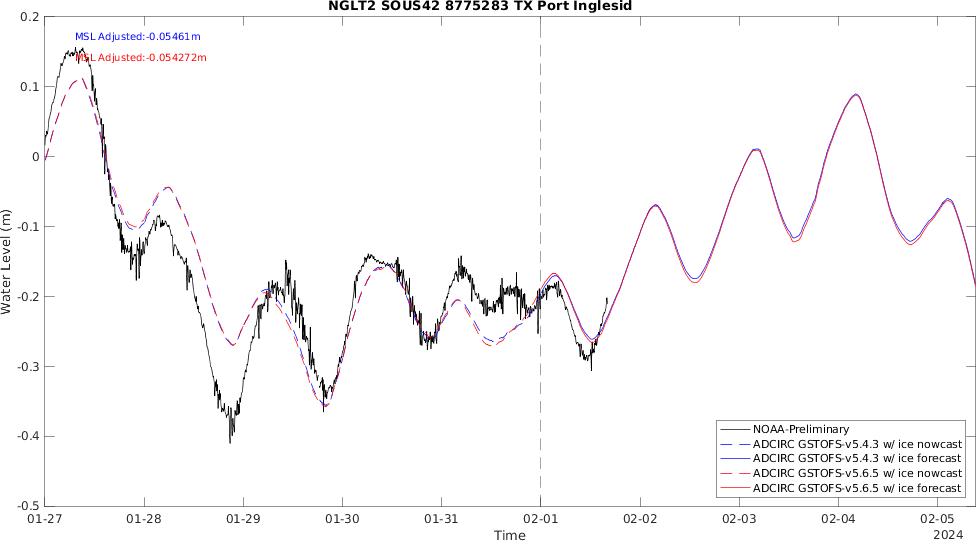 NGLT2 SOUS42 8775283 TX Port Inglesid
MSL Adjusted:-0.05461m
MSL Adjusted:-0.054272m
Water Level (m)
0.2
0.1
0
-0.1
-0.2
-0.3
-0.4
-0.5
NOAA-Preliminary
ADCIRC GSTOFS-v5.4.3 w/ ice nowcast
ADCIRC GSTOFS-v5.4.3 w/ ice forecast
ADCIRC GSTOFS-v5.6.5 w/ ice nowcast
ADCIRC GSTOFS-v5.6.5 w/ ice forecast
01-27 01-28 01-29 01-30 01-31 02-01 02-02 02-03 02-04 02-05
Time
2024